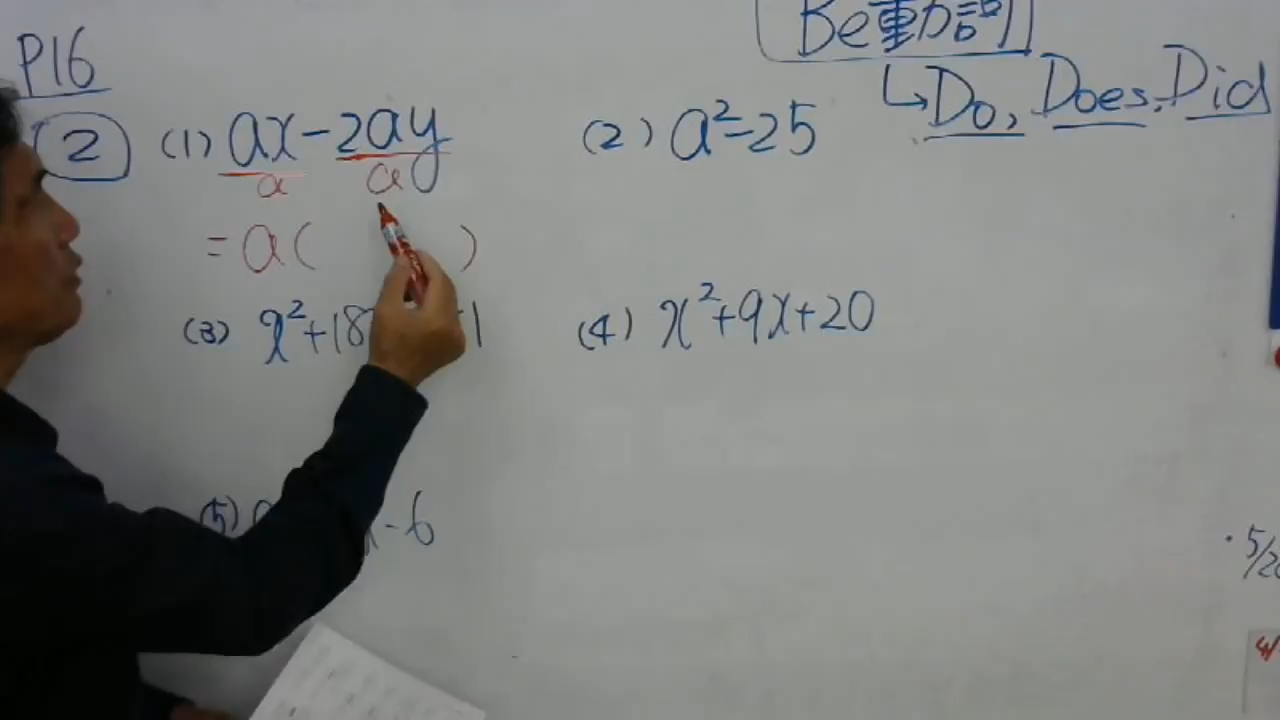 P16
Be動詞
↳Do, Does, Did
2 (1) ax-2ay
a a
(2) a²-25
= a( )
(3) x²+18 1
(4) x²+9x+20
(5) -6
・5/20